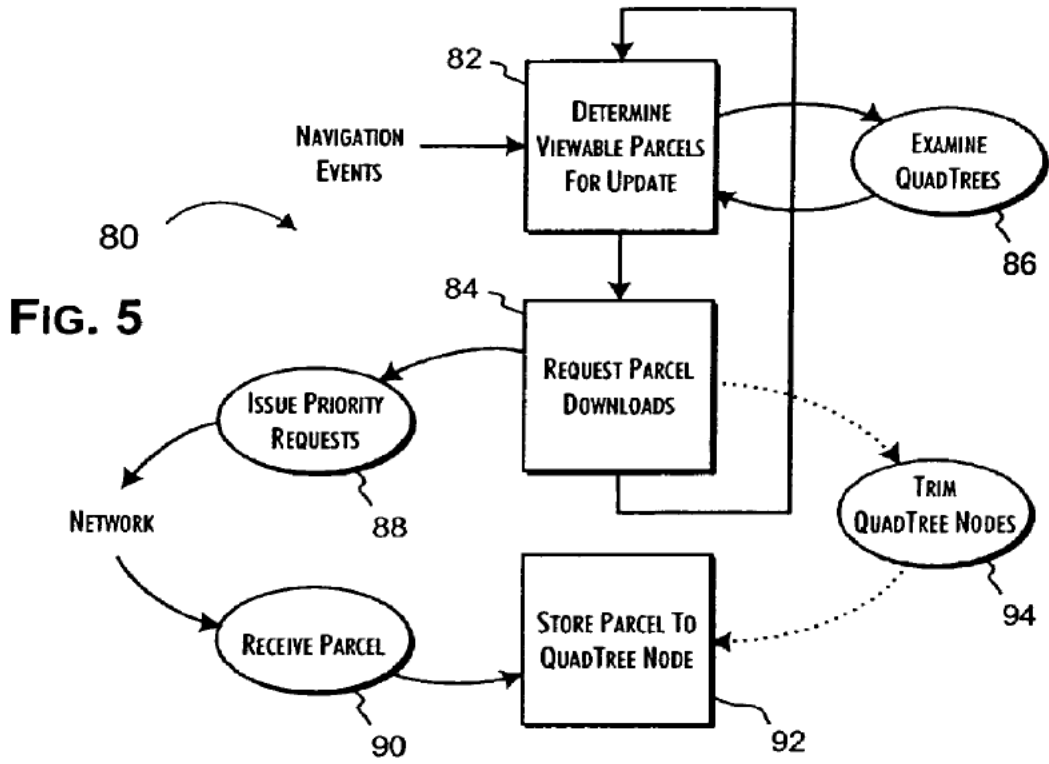 82
DETERMINE
VIEWABLE PARCELS
FOR UPDATE
NAVIGATION
EVENTS
EXAMINE
QUADTREES
86
80
FIG. 5
84
REQUEST PARCEL
DOWNLOADS
ISSUE PRIORITY
REQUESTS
88
NETWORK
TRIM
QUADTREE NODES
94
RECEIVE PARCEL
90
STORE PARCEL TO
QUADTREE NODE
92